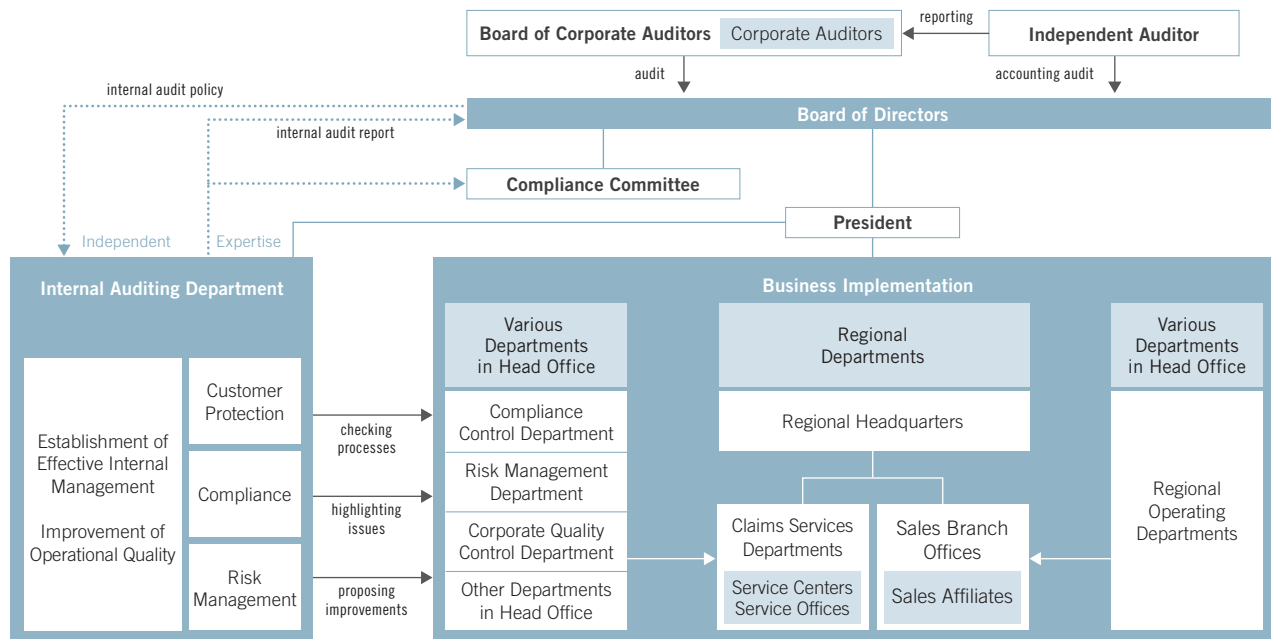 Board of Corporate Auditors
Corporate Auditors
reporting
Independent Auditor
audit
accounting audit
internal audit policy
Board of Directors
internal audit report
Compliance Committee
President
Independent
Expertise
Internal Auditing Department
Establishment of
Effective Internal
Management
Improvement of
Operational Quality
Customer
Protection
Compliance
Risk
Management
checking
processes
highlighting
issues
proposing
improvements
Business Implementation
Various
Departments
in Head Office
Compliance
Control Department
Risk Management
Department
Corporate Quality
Control Department
Other Departments
in Head Office
Regional
Departments
Regional Headquarters
Claims Services
Departments
Service Centers
Service Offices
Sales Branch
Offices
Sales Affiliates
Various
Departments
in Head Office
Regional
Operating
Departments